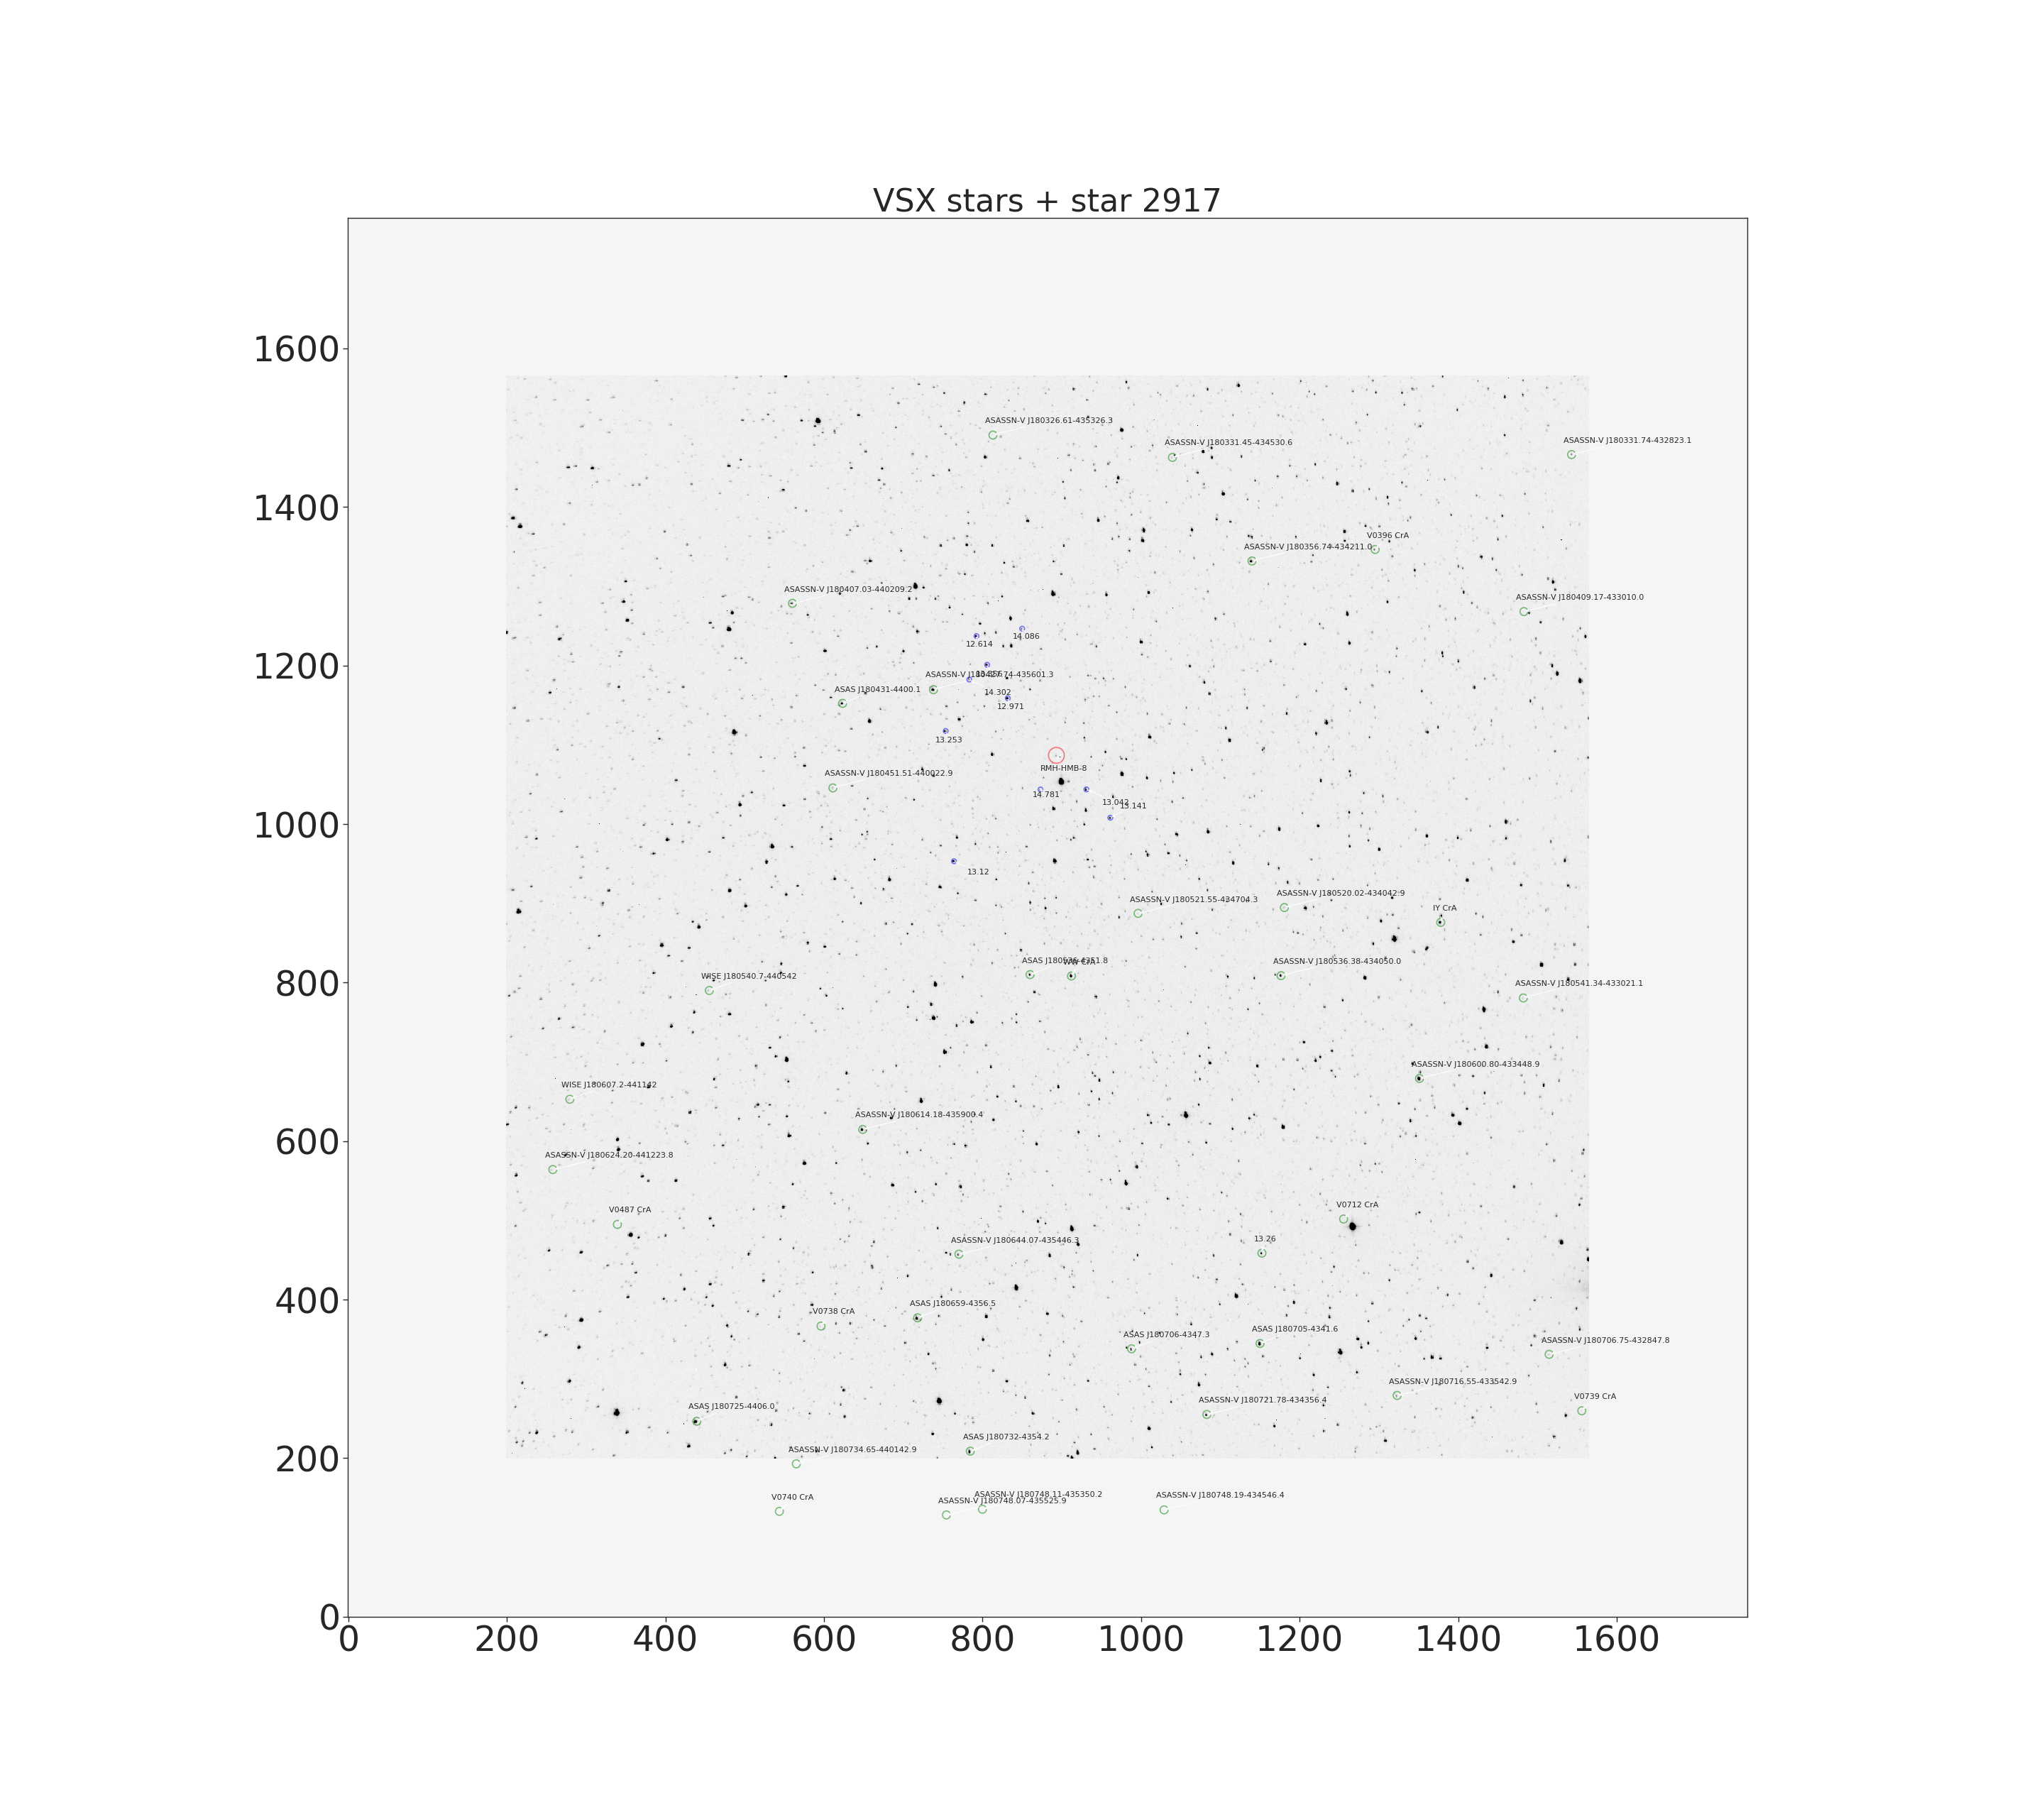 VSX stars + star 2917
1600
ASASSN-V J180326.61-435326.3
ASASSN-V J180331.74-432823.1
ASASSN-V J180331.45-434530.6
1400
V0396 CrA
ASASSN-V J180356.74-434211.0
ASASSN-V J180407.03-440209.2
ASASSN-V J180409.17-433010.0
14.086
12.614
1200
ASASSN-V J180427.74-435601.3
ASAS J180431-4400.1
14.302
12.971
13.253
RMH-HMB-8
ASASSN-V J180451.51-440022.9
14.781
13.042
13.141
1000
13.12
ASASSN-V J180520.02-434042.9
ASASSN-V J180521.55-434704.3
IY CrA
WW CrA
ASASSN-V J180536.38-434050.0
800
WISE J180540.7-440542
ASASSN-V J180541.34-433021.1
ASASSN-V J180600.80-433448.9
WISE J180607.2-441142
ASASSN-V J180614.18-435900.4
600
ASASSN-V J180624.20-441223.8
V0712 CrA
V0487 CrA
13.26
ASASSN-V J180644.07-435446.3
400
ASAS J180659-4356.5
V0738 CrA
ASAS J180705-4341.6
ASAS J180706-4347.3
ASASSN-V J180706.75-432847.8
ASASSN-V J180716.55-433542.9
V0739 CrA
ASASSN-V J180721.78-434356.4
ASAS J180725-4406.0
ASAS J180732-4354.2
200
ASASSN-V J180734.65-440142.9
V0740 CrA
ASASSN-V J180748.11-435350.2
ASASSN-V J180748.19-434546.4
ASASSN-V J180748.07-435525.9
0
0 200 400 600 800 1000 1200 1400 1600